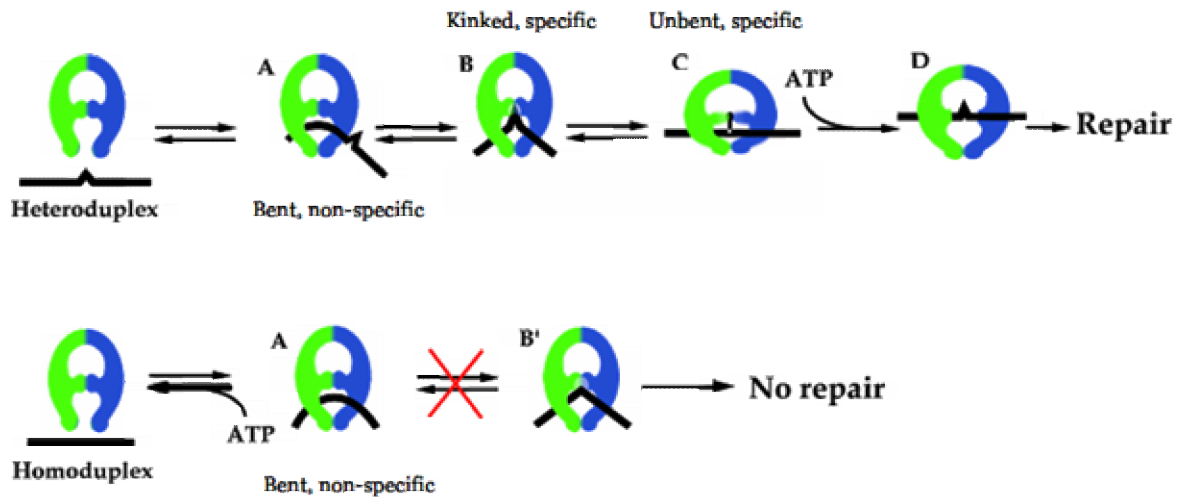 Kinked, specific
Unbent, specific
A
B
C
ATP
D
Repair
Heteroduplex
Bent, non-specific
A
B'
No repair
ATP
Homoduplex
Bent, non-specific